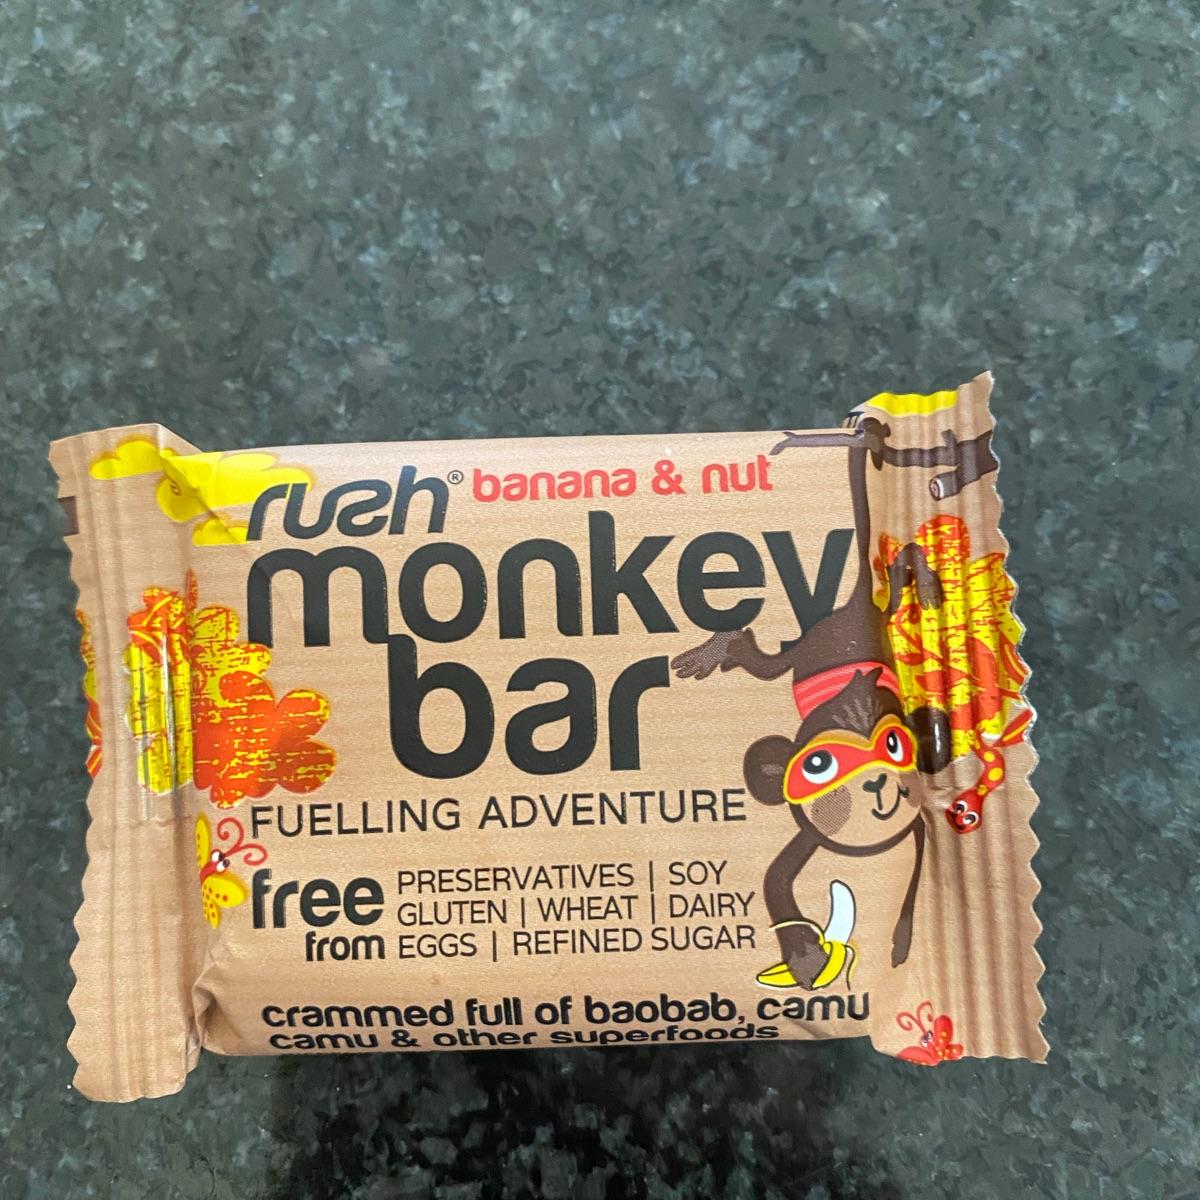 rush® banana & nut
monkey
bar
FUELLING ADVENTURE
free from
PRESERVATIVES | SOY
GLUTEN | WHEAT | DAIRY
EGGS | REFINED SUGAR
crammed full of baobab, camu
camu & other superfoods